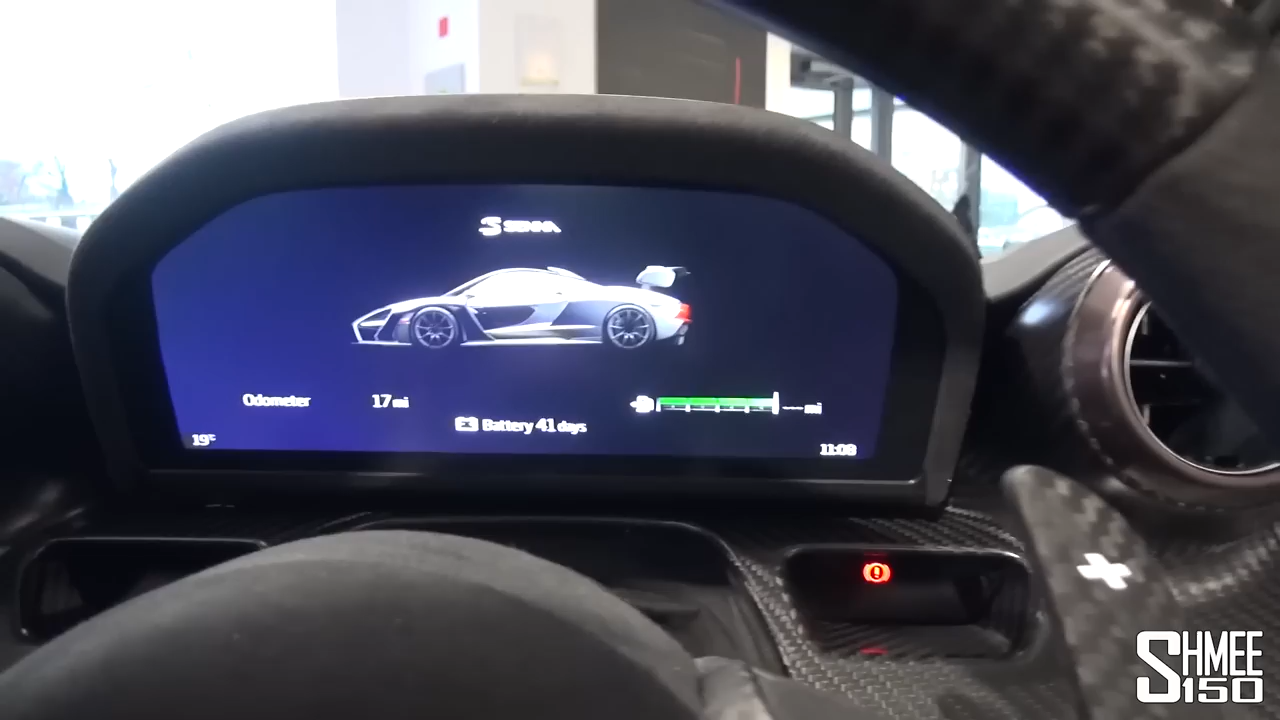 SENNA
Odometer 17 mi
Battery 41 days
---- mi
19°C
11:08
SHMEE
150